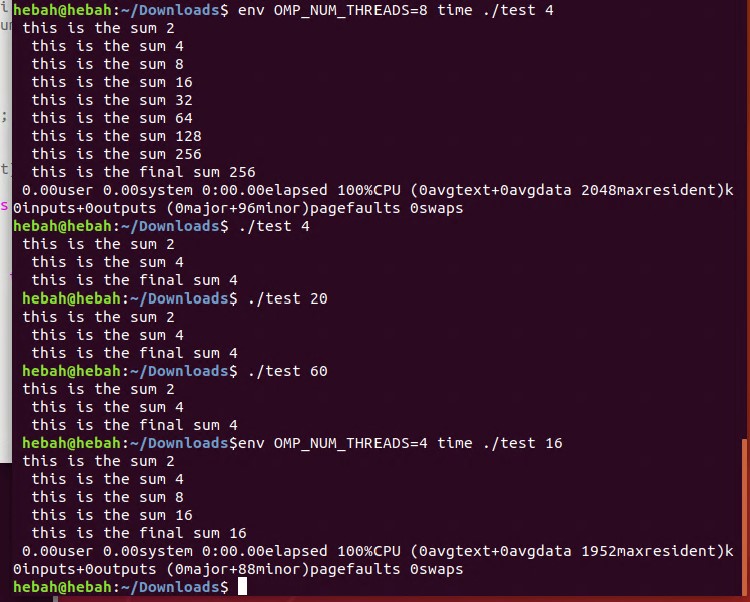 hebah@hebah:~/Downloads$ env OMP_NUM_THREADS=8 time ./test 4
this is the sum 2
this is the sum 4
this is the sum 8
this is the sum 16
this is the sum 32
this is the sum 64
this is the sum 128
this is the sum 256
this is the final sum 256
0.00user 0.00system 0:00.00elapsed 100%CPU (0avgtext+0avgdata 2048maxresident)k
0inputs+0outputs (0major+96minor)pagefaults 0swaps
hebah@hebah:~/Downloads$ ./test 4
this is the sum 2
this is the sum 4
this is the final sum 4
hebah@hebah:~/Downloads$ ./test 20
this is the sum 2
this is the sum 4
this is the final sum 4
hebah@hebah:~/Downloads$ ./test 60
this is the sum 2
this is the sum 4
this is the final sum 4
hebah@hebah:~/Downloads$env OMP_NUM_THREADS=4 time ./test 16
this is the sum 2
this is the sum 4
this is the sum 8
this is the sum 16
this is the final sum 16
0.00user 0.00system 0:00.00elapsed 100%CPU (0avgtext+0avgdata 1952maxresident)k
0inputs+0outputs (0major+88minor)pagefaults 0swaps
hebah@hebah:~/Downloads$